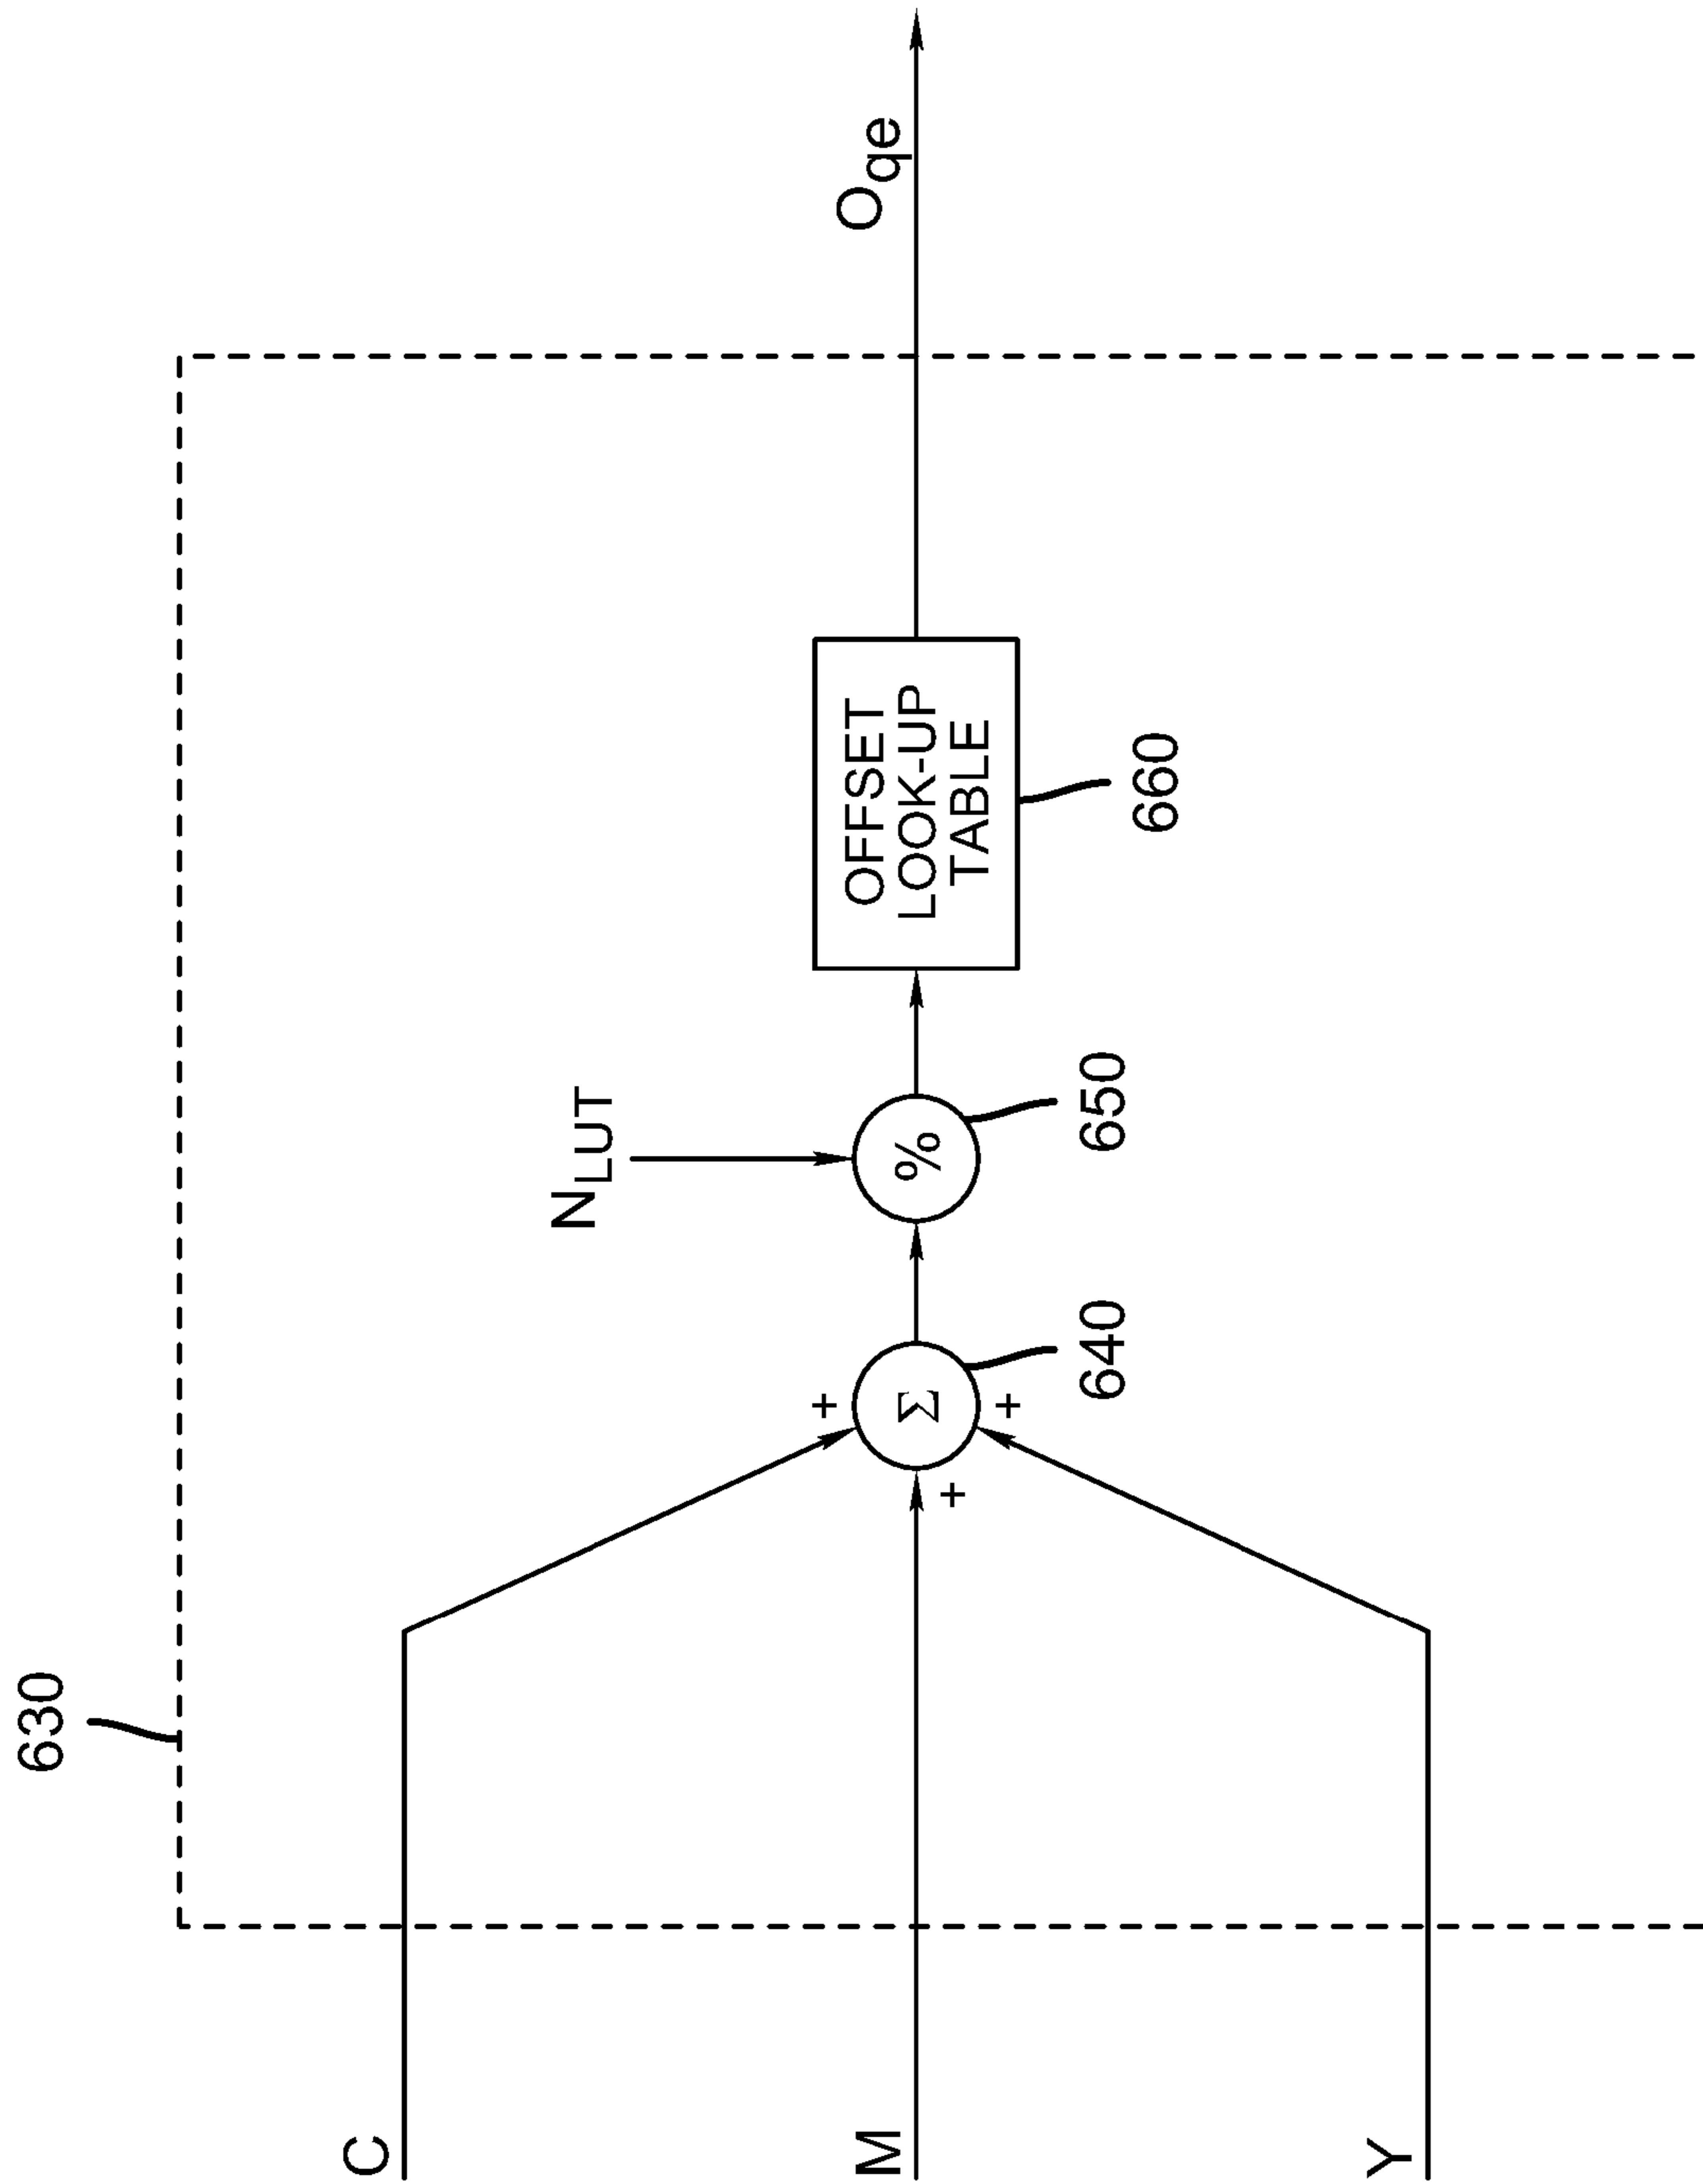 630
C
M
Y
+
+
+
Σ
640
N_LUT
%
650
OFFSET
LOOK-UP
TABLE
660
O_qe